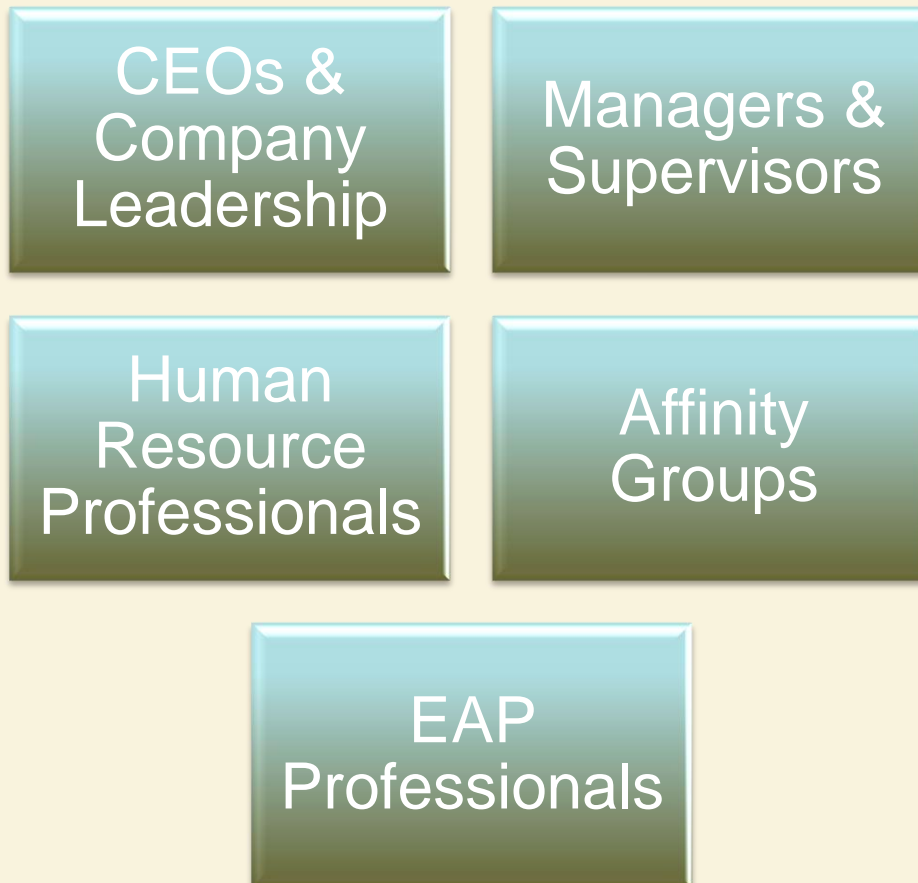 CEOs &
Company
Leadership
Managers &
Supervisors
Human
Resource
Professionals
Affinity
Groups
EAP
Professionals